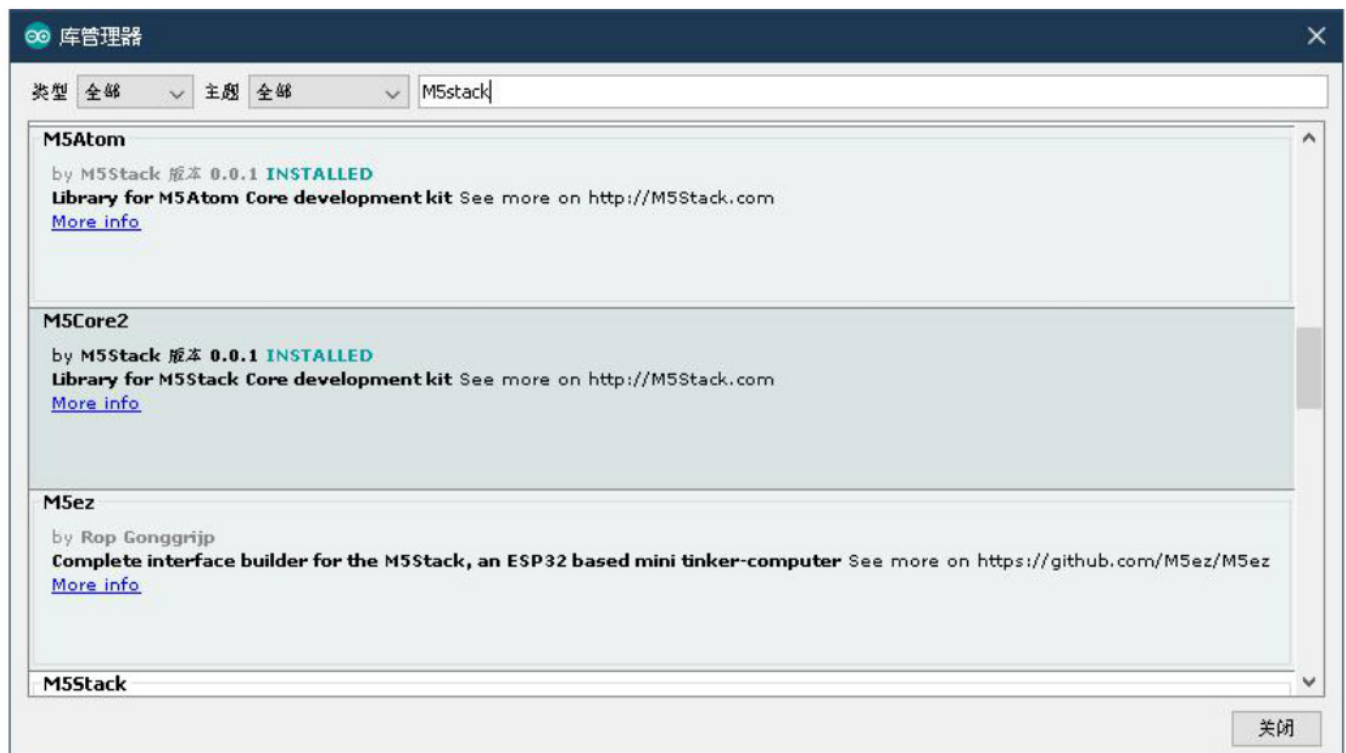 库管理器
类型 全部 主题 全部 M5stack
M5Atom
by M5Stack 版本 0.0.1 INSTALLED
Library for M5Atom Core development kit See more on http://M5Stack.com
More info
M5Core2
by M5Stack 版本 0.0.1 INSTALLED
Library for M5Stack Core development kit See more on http://M5Stack.com
More info
M5ez
by Rop Gonggrijp
Complete interface builder for the M5Stack, an ESP32 based mini tinker-computer See more on https://github.com/M5ez/M5ez
More info
M5Stack
关闭